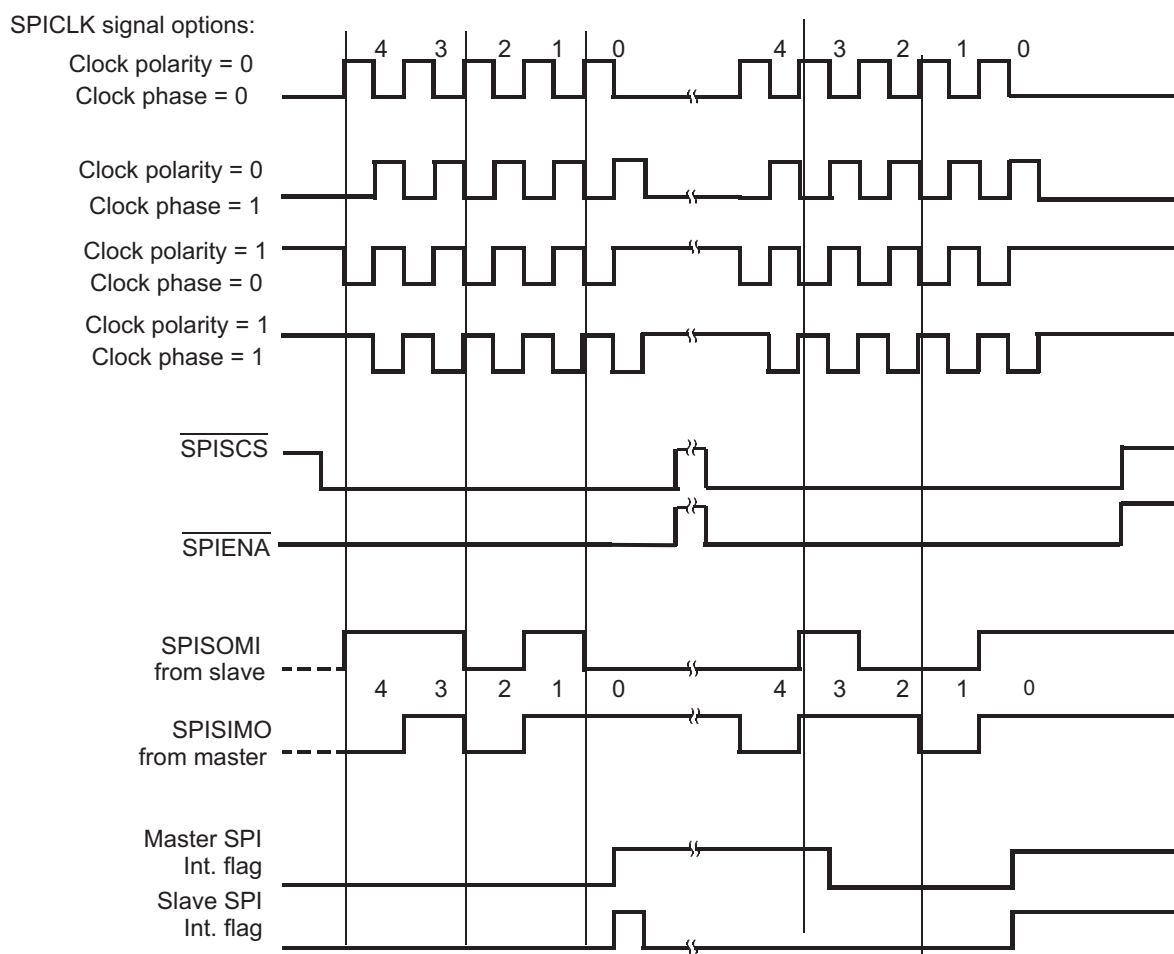 SPICLK signal options:
4 3 2 1 0 4 3 2 1 0
Clock polarity = 0
Clock phase = 0
Clock polarity = 0
Clock phase = 1
Clock polarity = 1
Clock phase = 0
Clock polarity = 1
Clock phase = 1
SPISCS
SPIENA
SPISOMI
from slave
4 3 2 1 0 4 3 2 1 0
SPISIMO
from master
Master SPI
Int. flag
Slave SPI
Int. flag